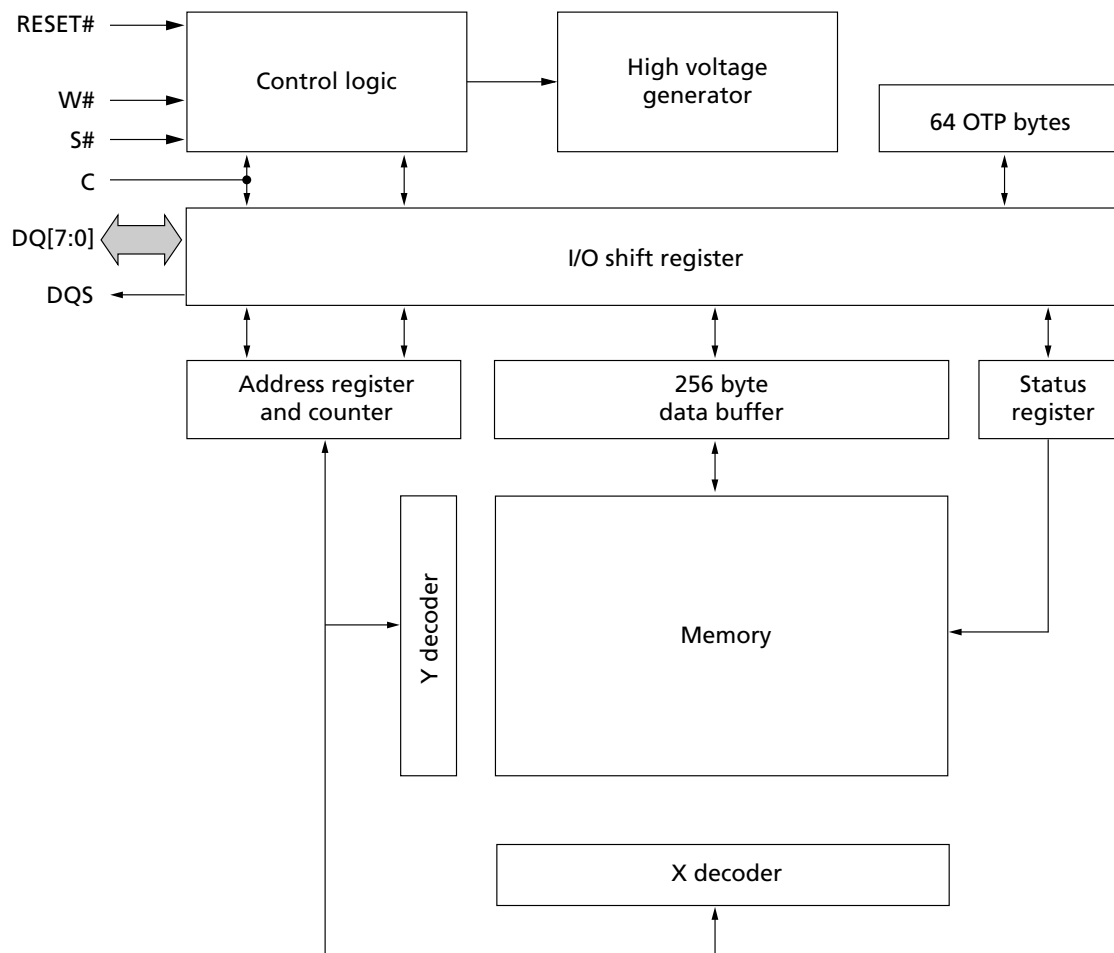 RESET#
W#
S#
C
DQ[7:0]
DQS
Control logic
High voltage
generator
64 OTP bytes
I/O shift register
Address register
and counter
256 byte
data buffer
Status
register
Y decoder
Memory
X decoder